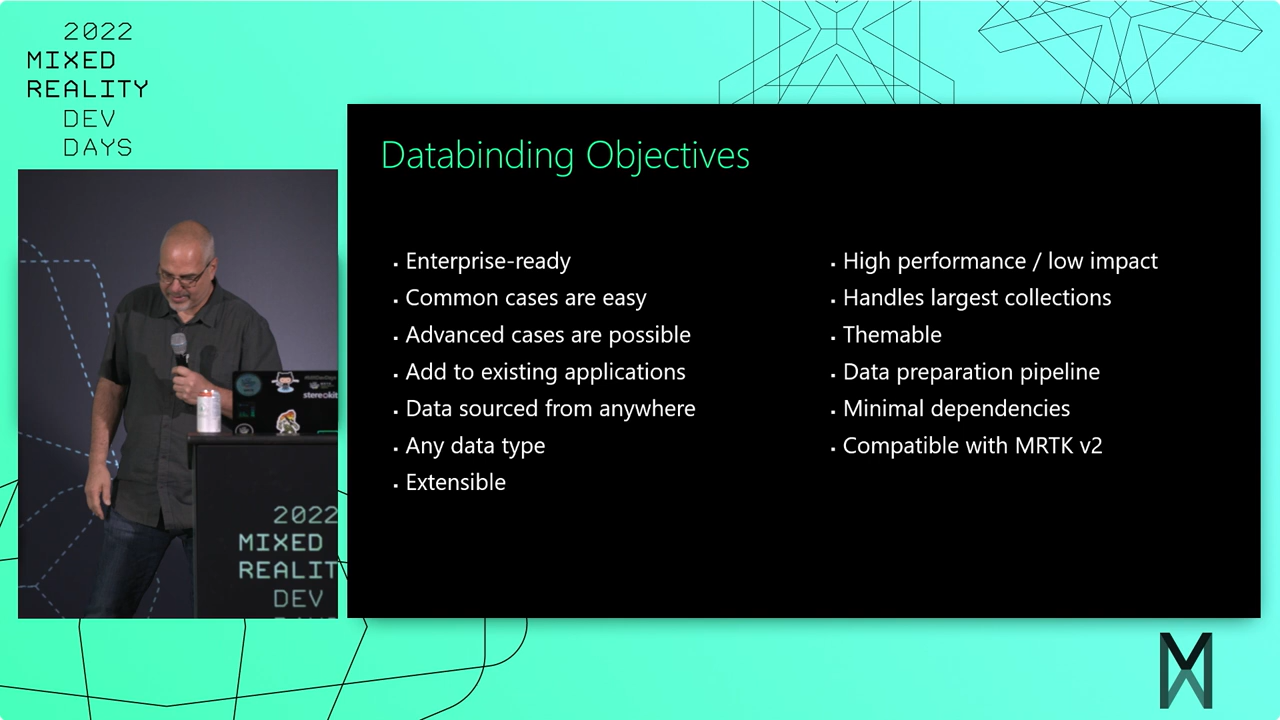 2022
MIXED
REALITY
DEV
DAYS
Databinding Objectives
Enterprise-ready
Common cases are easy
Advanced cases are possible
Add to existing applications
Data sourced from anywhere
Any data type
Extensible
High performance / low impact
Handles largest collections
Themable
Data preparation pipeline
Minimal dependencies
Compatible with MRTK v2
stereokit
2022
MIXED
REALIT
DEV